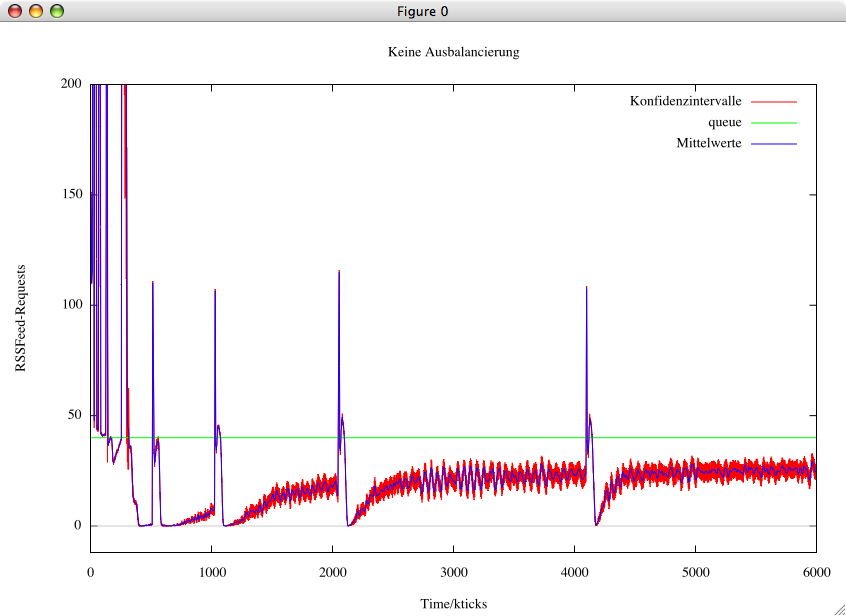 Figure 0
Keine Ausbalancierung
200
150
100
50
0
RSSFeed-Requests
Konfidenzintervalle
queue
Mittelwerte
0 1000 2000 3000 4000 5000 6000
Time/kticks